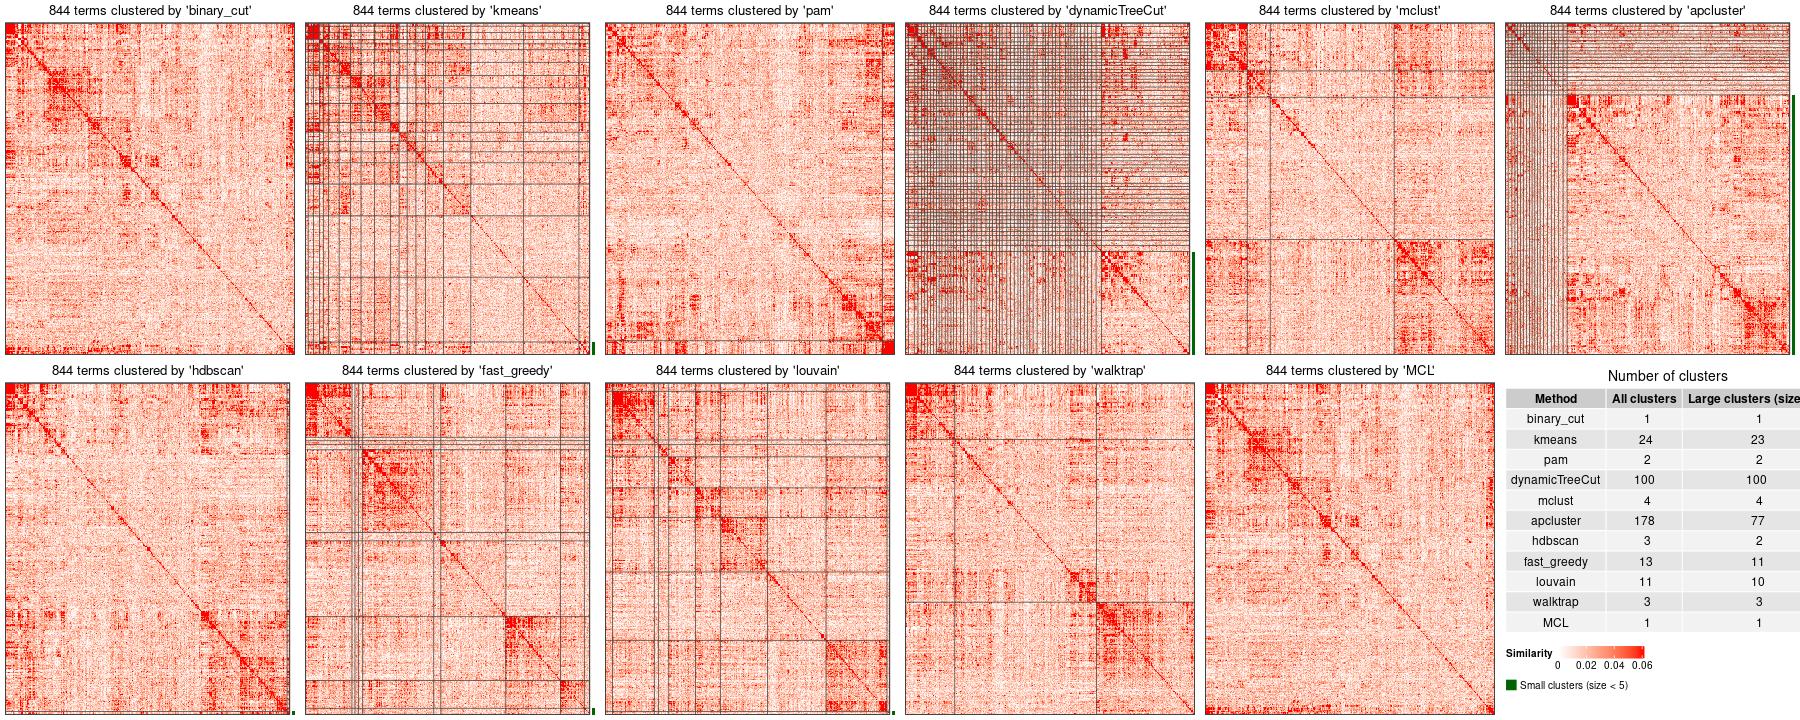 844 terms clustered by 'binary_cut'
844 terms clustered by 'kmeans'
844 terms clustered by 'pam'
844 terms clustered by 'dynamicTreeCut'
844 terms clustered by 'mclust'
844 terms clustered by 'apcluster'
844 terms clustered by 'hdbscan'
844 terms clustered by 'fast_greedy'
844 terms clustered by 'louvain'
844 terms clustered by 'walktrap'
844 terms clustered by 'MCL'
Number of clusters
Method All clusters Large clusters (size
binary_cut 1 1
kmeans 24 23
pam 2 2
dynamicTreeCut 100 100
mclust 4 4
apcluster 178 77
hdbscan 3 2
fast_greedy 13 11
louvain 11 10
walktrap 3 3
MCL 1 1
Similarity
0 0.02 0.04 0.06
Small clusters (size < 5)